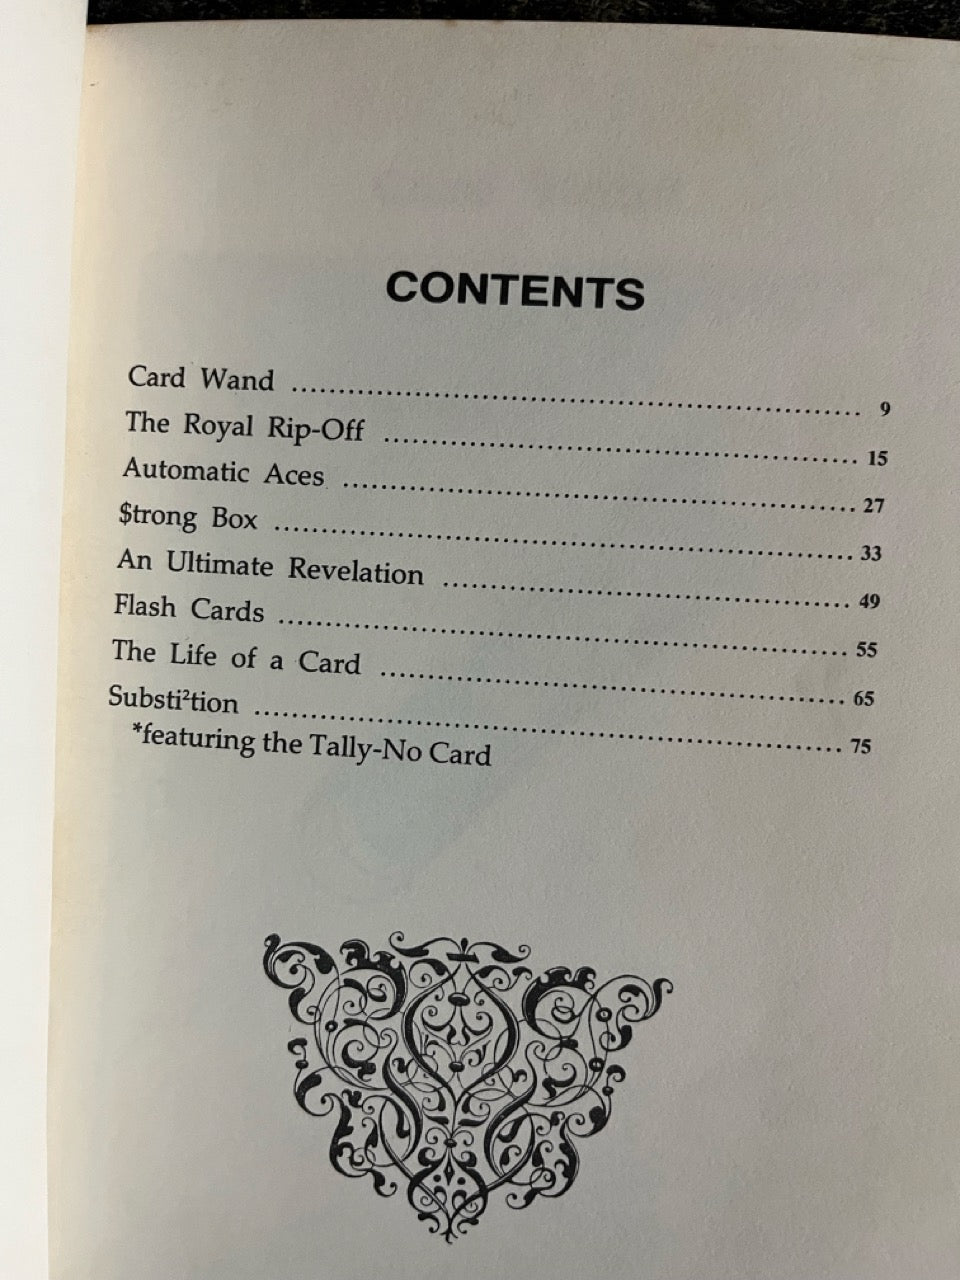 CONTENTS
Card Wand ........................................................... 9
The Royal Rip-Off .................................................. 15
Automatic Aces ...................................................... 27
$trong Box ............................................................ 33
An Ultimate Revelation ........................................... 49
Flash Cards ........................................................... 55
The Life of a Card ................................................. 65
Substi²tion ............................................................ 75
*featuring the Tally-No Card